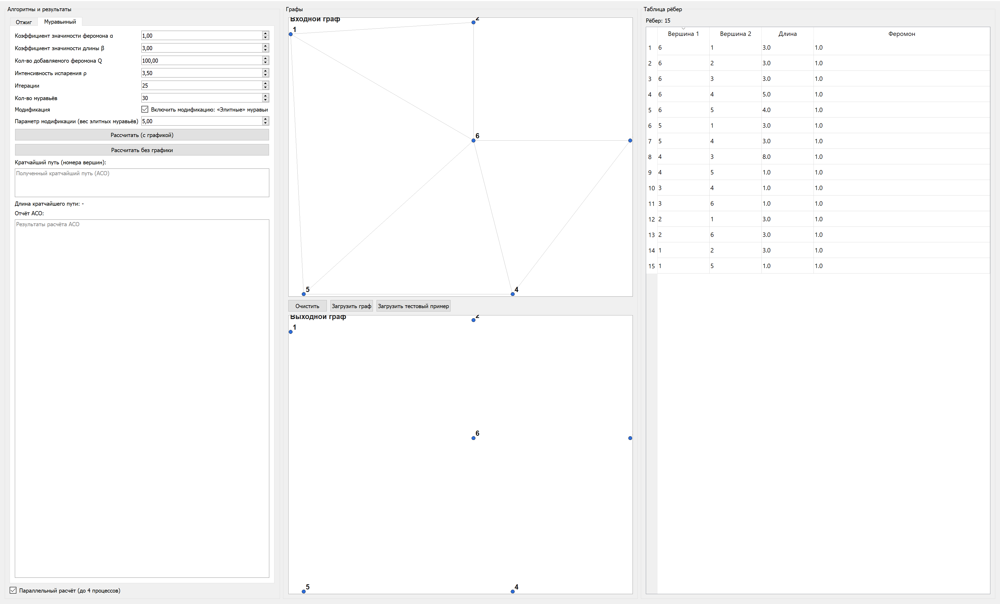 Алгоритмы и результаты
Отжиг
Муравьиный
Коэффициент значимости феромона α
1,00
Коэффициент значимости длины β
3,00
Кол-во добавляемого феромона Q
100,00
Интенсивность испарения ρ
3,50
Итерации
25
Кол-во муравьёв
30
Модификация
Включить модификацию: «Элитные» муравьи
Параметр модификации (вес элитных муравьёв)
5,00
Рассчитать (с графикой)
Рассчитать без графики
Кратчайший путь (номера вершин):
Полученный кратчайший путь (ACO)
Длина кратчайшего пути: -
Отчёт ACO:
Результаты расчёта ACO
Параллельный расчёт (до 4 процессов)
Графы
Входной граф
2
1
6
5
4
Очистить
Загрузить граф
Загрузить тестовый пример
Выходной граф
2
1
6
5
4
Таблица рёбер
Рёбер: 15
Вершина 1 Вершина 2 Длина Феромон
1 6 1 3.0 1.0
2 6 2 3.0 1.0
3 6 3 3.0 1.0
4 6 4 5.0 1.0
5 6 5 4.0 1.0
6 5 1 3.0 1.0
7 5 4 3.0 1.0
8 4 3 8.0 1.0
9 4 5 1.0 1.0
10 3 4 1.0 1.0
11 3 6 1.0 1.0
12 2 1 3.0 1.0
13 2 6 3.0 1.0
14 1 2 3.0 1.0
15 1 5 1.0 1.0